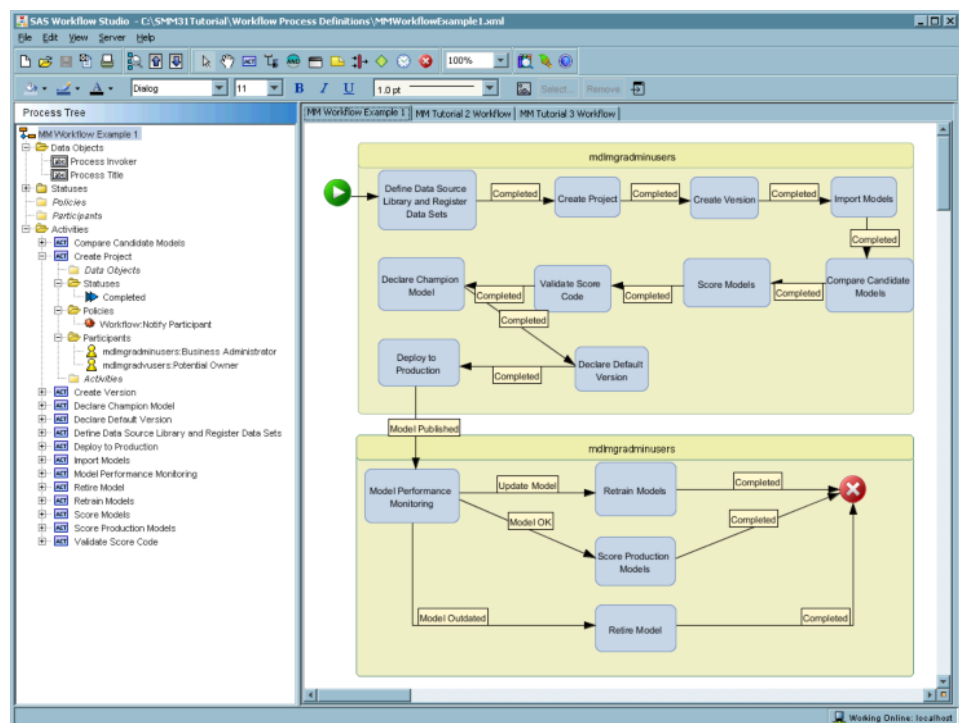 SAS Workflow Studio - C:\SMM31Tutorial\Workflow Process Definitions\MMWorkflowExample1.xml
File Edit View Server Help
100%
Dialog 11 B I U 1.0 pt Select... Remove
Process Tree
MM Workflow Example 1 MM Tutorial 2 Workflow MM Tutorial 3 Workflow
MM Workflow Example 1
Data Objects
Process Invoker
Process Title
Statuses
Policies
Participants
Activities
Compare Candidate Models
Create Project
Data Objects
Statuses
Completed
Policies
Workflow:Notify Participant
Participants
mdlmgradminusers:Business Administrator
mdlmgradvusers:Potential Owner
Activities
Create Version
Declare Champion Model
Declare Default Version
Define Data Source Library and Register Data Sets
Deploy to Production
Import Models
Model Performance Monitoring
Retire Model
Retrain Models
Score Models
Score Production Models
Validate Score Code
mdlmgradminusers
Define Data Source
Library and Register
Data Sets
Completed
Create Project
Completed
Create Version
Completed
Import Models
Completed
Declare Champion
Model
Completed
Validate Score
Code
Completed
Score Models
Completed
Compare Candidate
Models
Completed
Deploy to
Production
Completed
Declare Default
Version
Model Published
mdlmgradminusers
Model Performance
Monitoring
Update Model
Retrain Models
Completed
Model OK
Completed
Score Production
Models
Model Outdated
Retire Model
Completed
Working Online: localhost